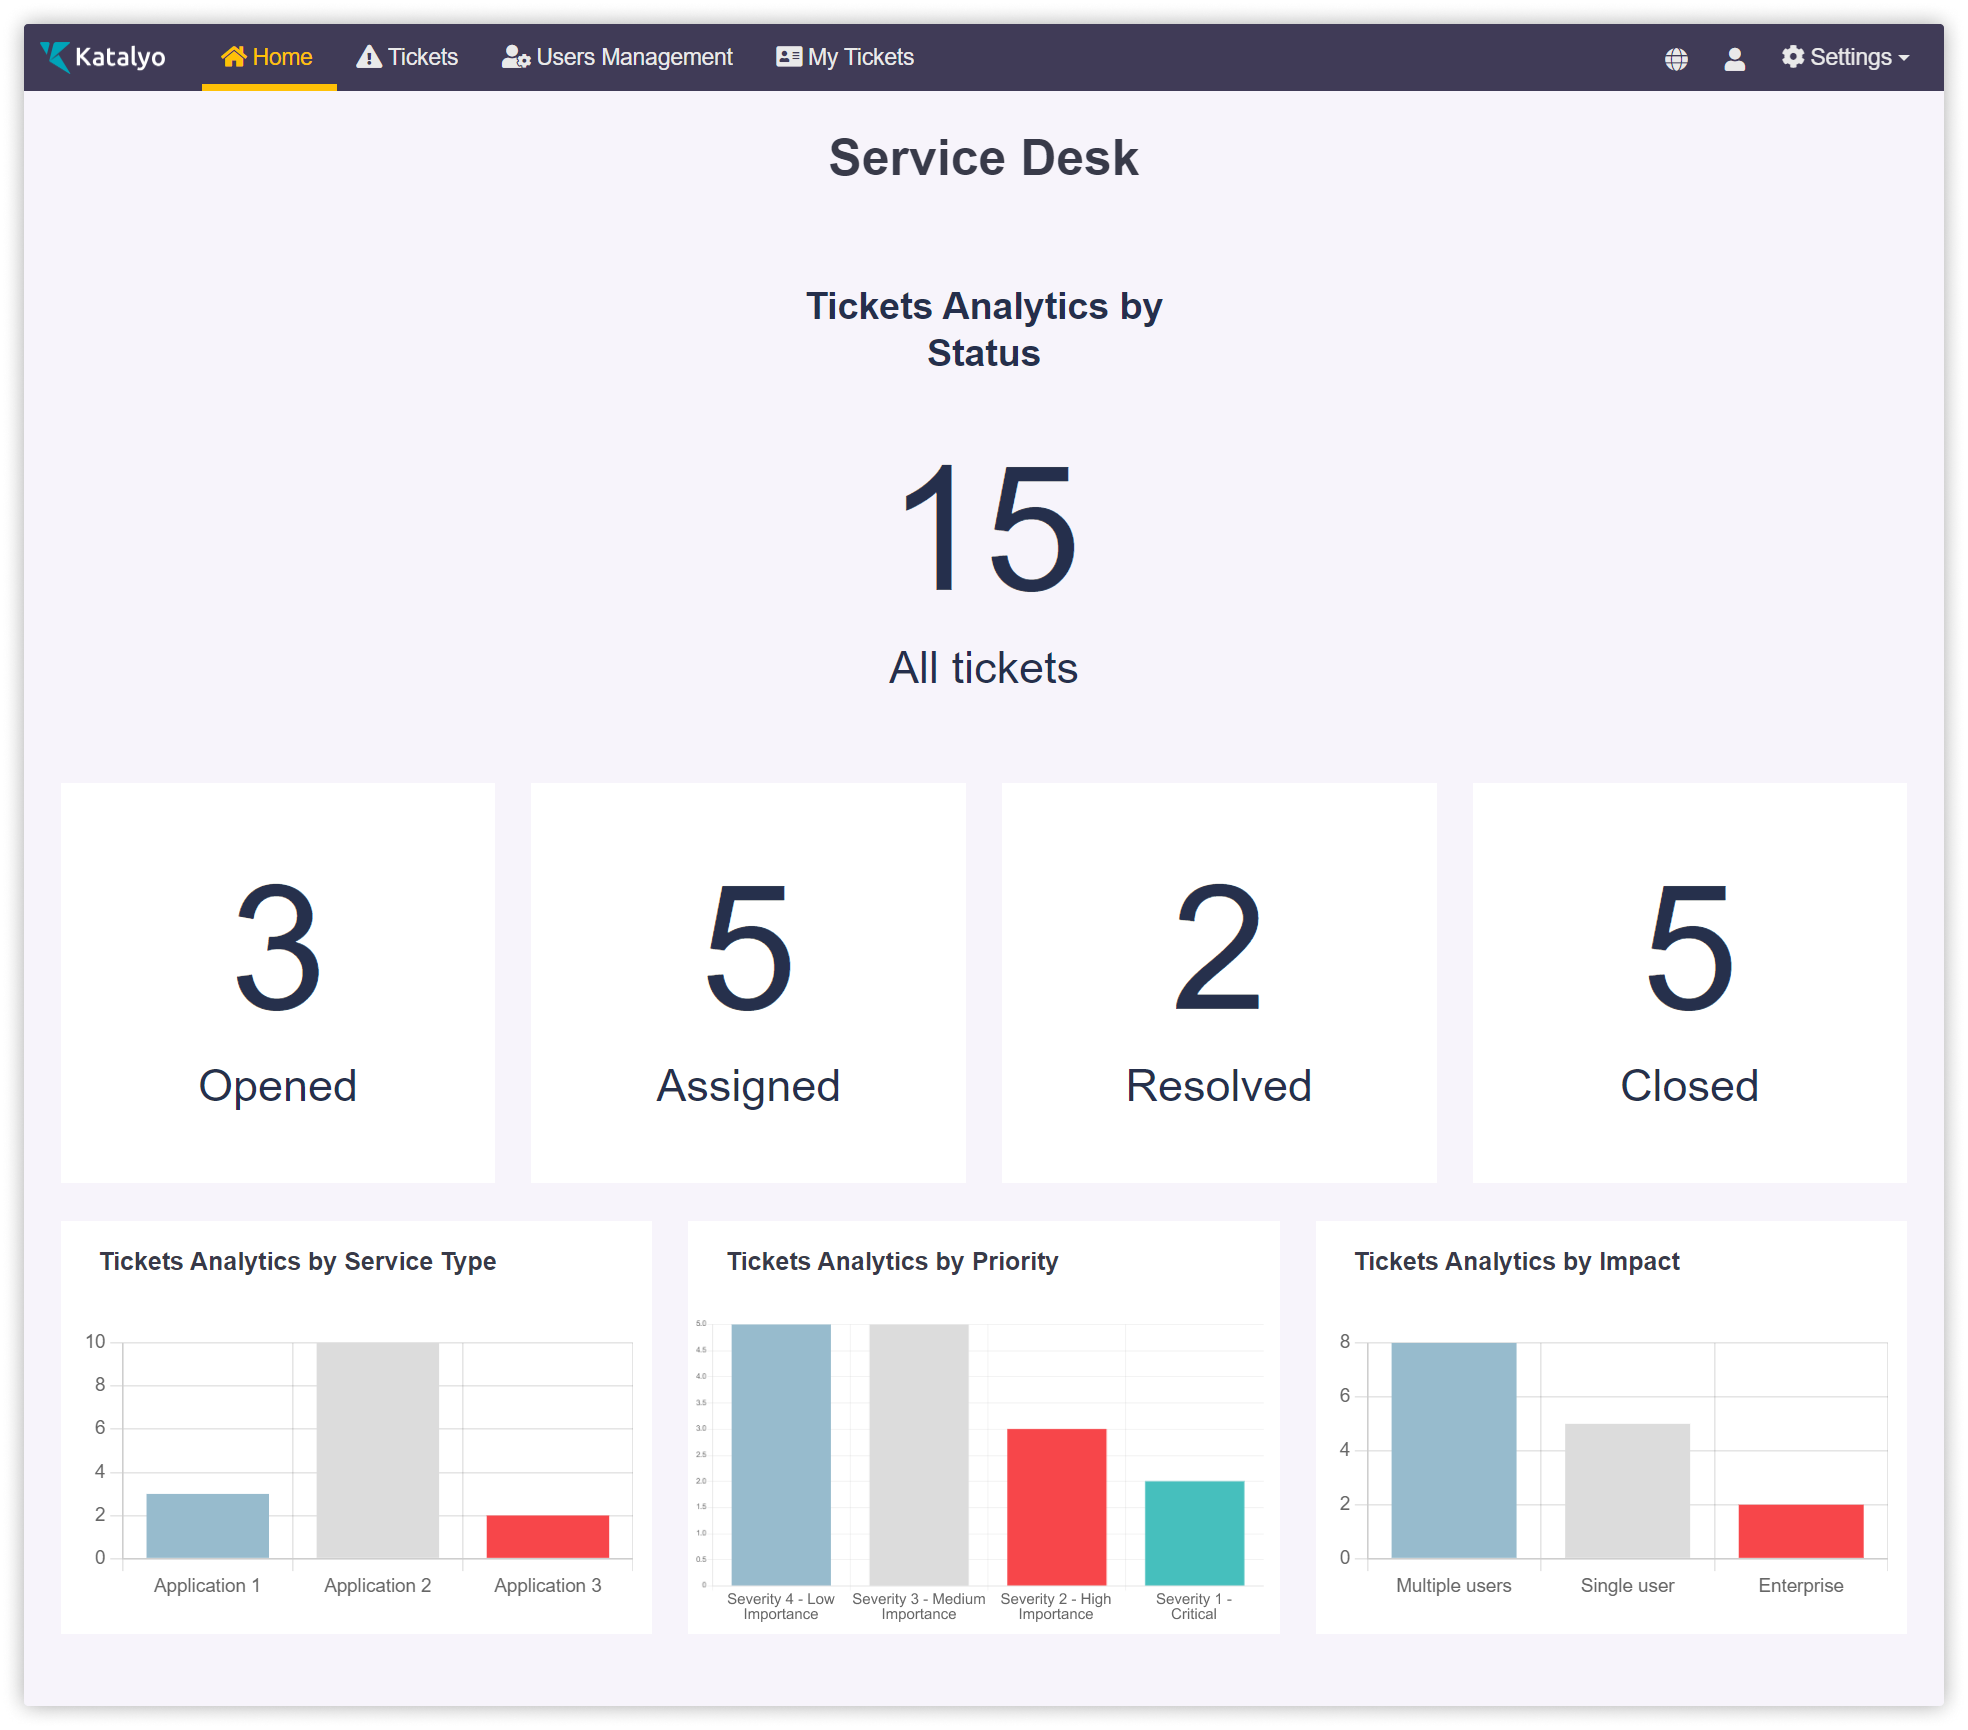 Katalyo Home Tickets Users Management My Tickets Settings
Service Desk
Tickets Analytics by
Status
15
All tickets
3
Opened
5
Assigned
2
Resolved
5
Closed
Tickets Analytics by Service Type
10
8
6
4
2
0
Application 1 Application 2 Application 3
Tickets Analytics by Priority
5.0
4.5
4.0
3.5
3.0
2.5
2.0
1.5
1.0
0.5
0
Severity 4 - Low
Importance
Severity 3 - Medium
Importance
Severity 2 - High
Importance
Severity 1 -
Critical
Tickets Analytics by Impact
8
6
4
2
0
Multiple users Single user Enterprise